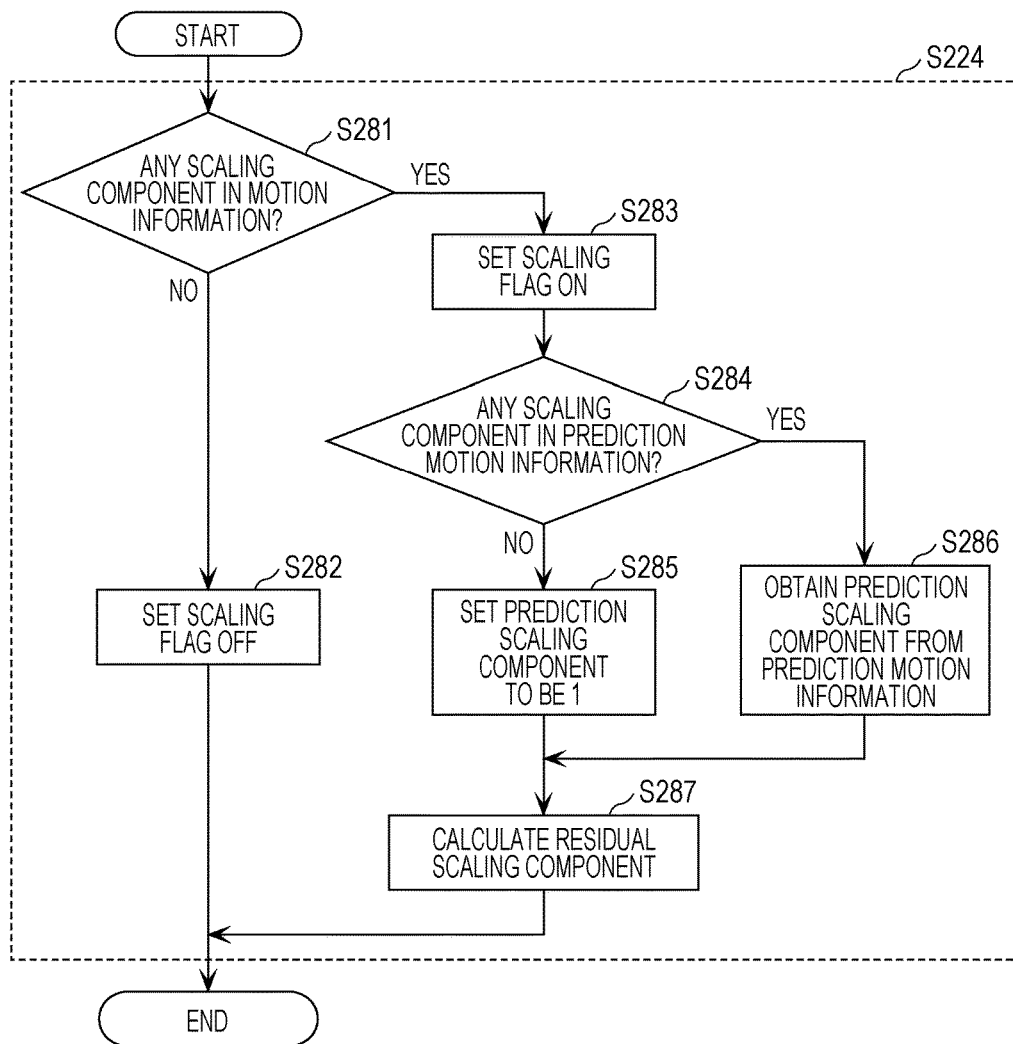 START
S224
S281
ANY SCALING
COMPONENT IN MOTION
INFORMATION?
YES
NO
S283
SET SCALING
FLAG ON
S284
ANY SCALING
COMPONENT IN PREDICTION
MOTION INFORMATION?
YES
NO
S282
SET SCALING
FLAG OFF
S285
SET PREDICTION
SCALING
COMPONENT
TO BE 1
S286
OBTAIN PREDICTION
SCALING
COMPONENT FROM
PREDICTION MOTION
INFORMATION
S287
CALCULATE RESIDUAL
SCALING COMPONENT
END